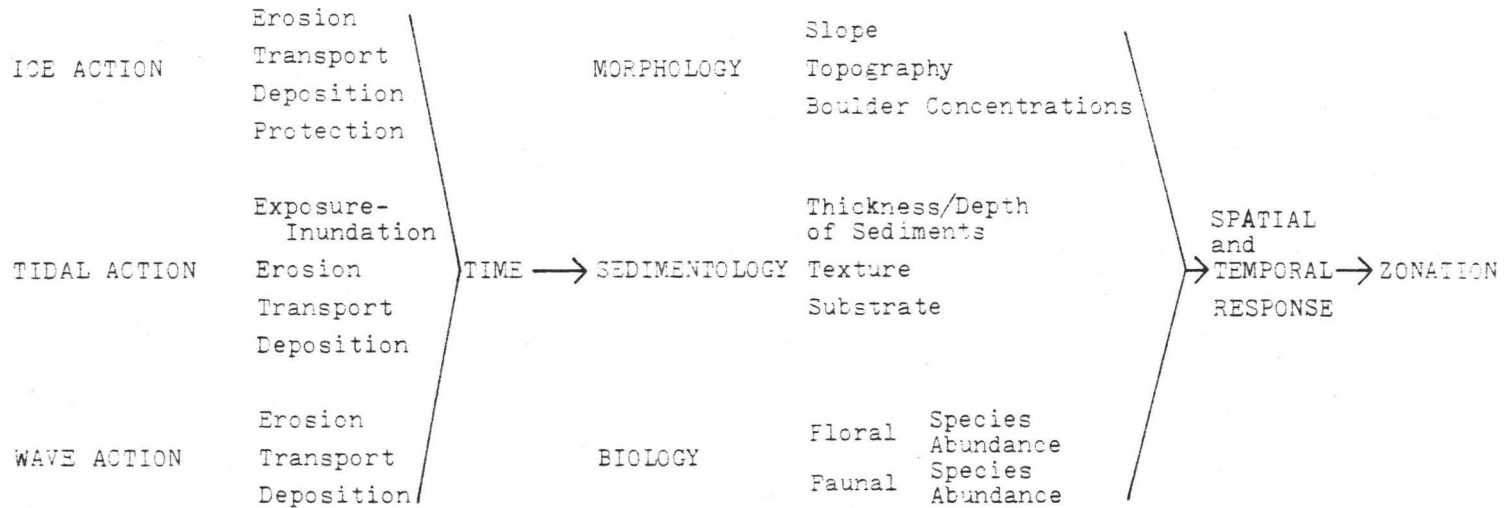 ICE ACTION
Erosion
Transport
Deposition
Protection
MORPHOLOGY
Slope
Topography
Boulder Concentrations
TIDAL ACTION
Exposure-
Inundation
Erosion
Transport
Deposition
TIME
SEDIMENTOLOGY
Thickness/Depth
of Sediments
Texture
Substrate
SPATIAL
and
TEMPORAL
RESPONSE
ZONATION
WAVE ACTION
Erosion
Transport
Deposition
BIOLOGY
Floral
Species
Abundance
Faunal
Species
Abundance